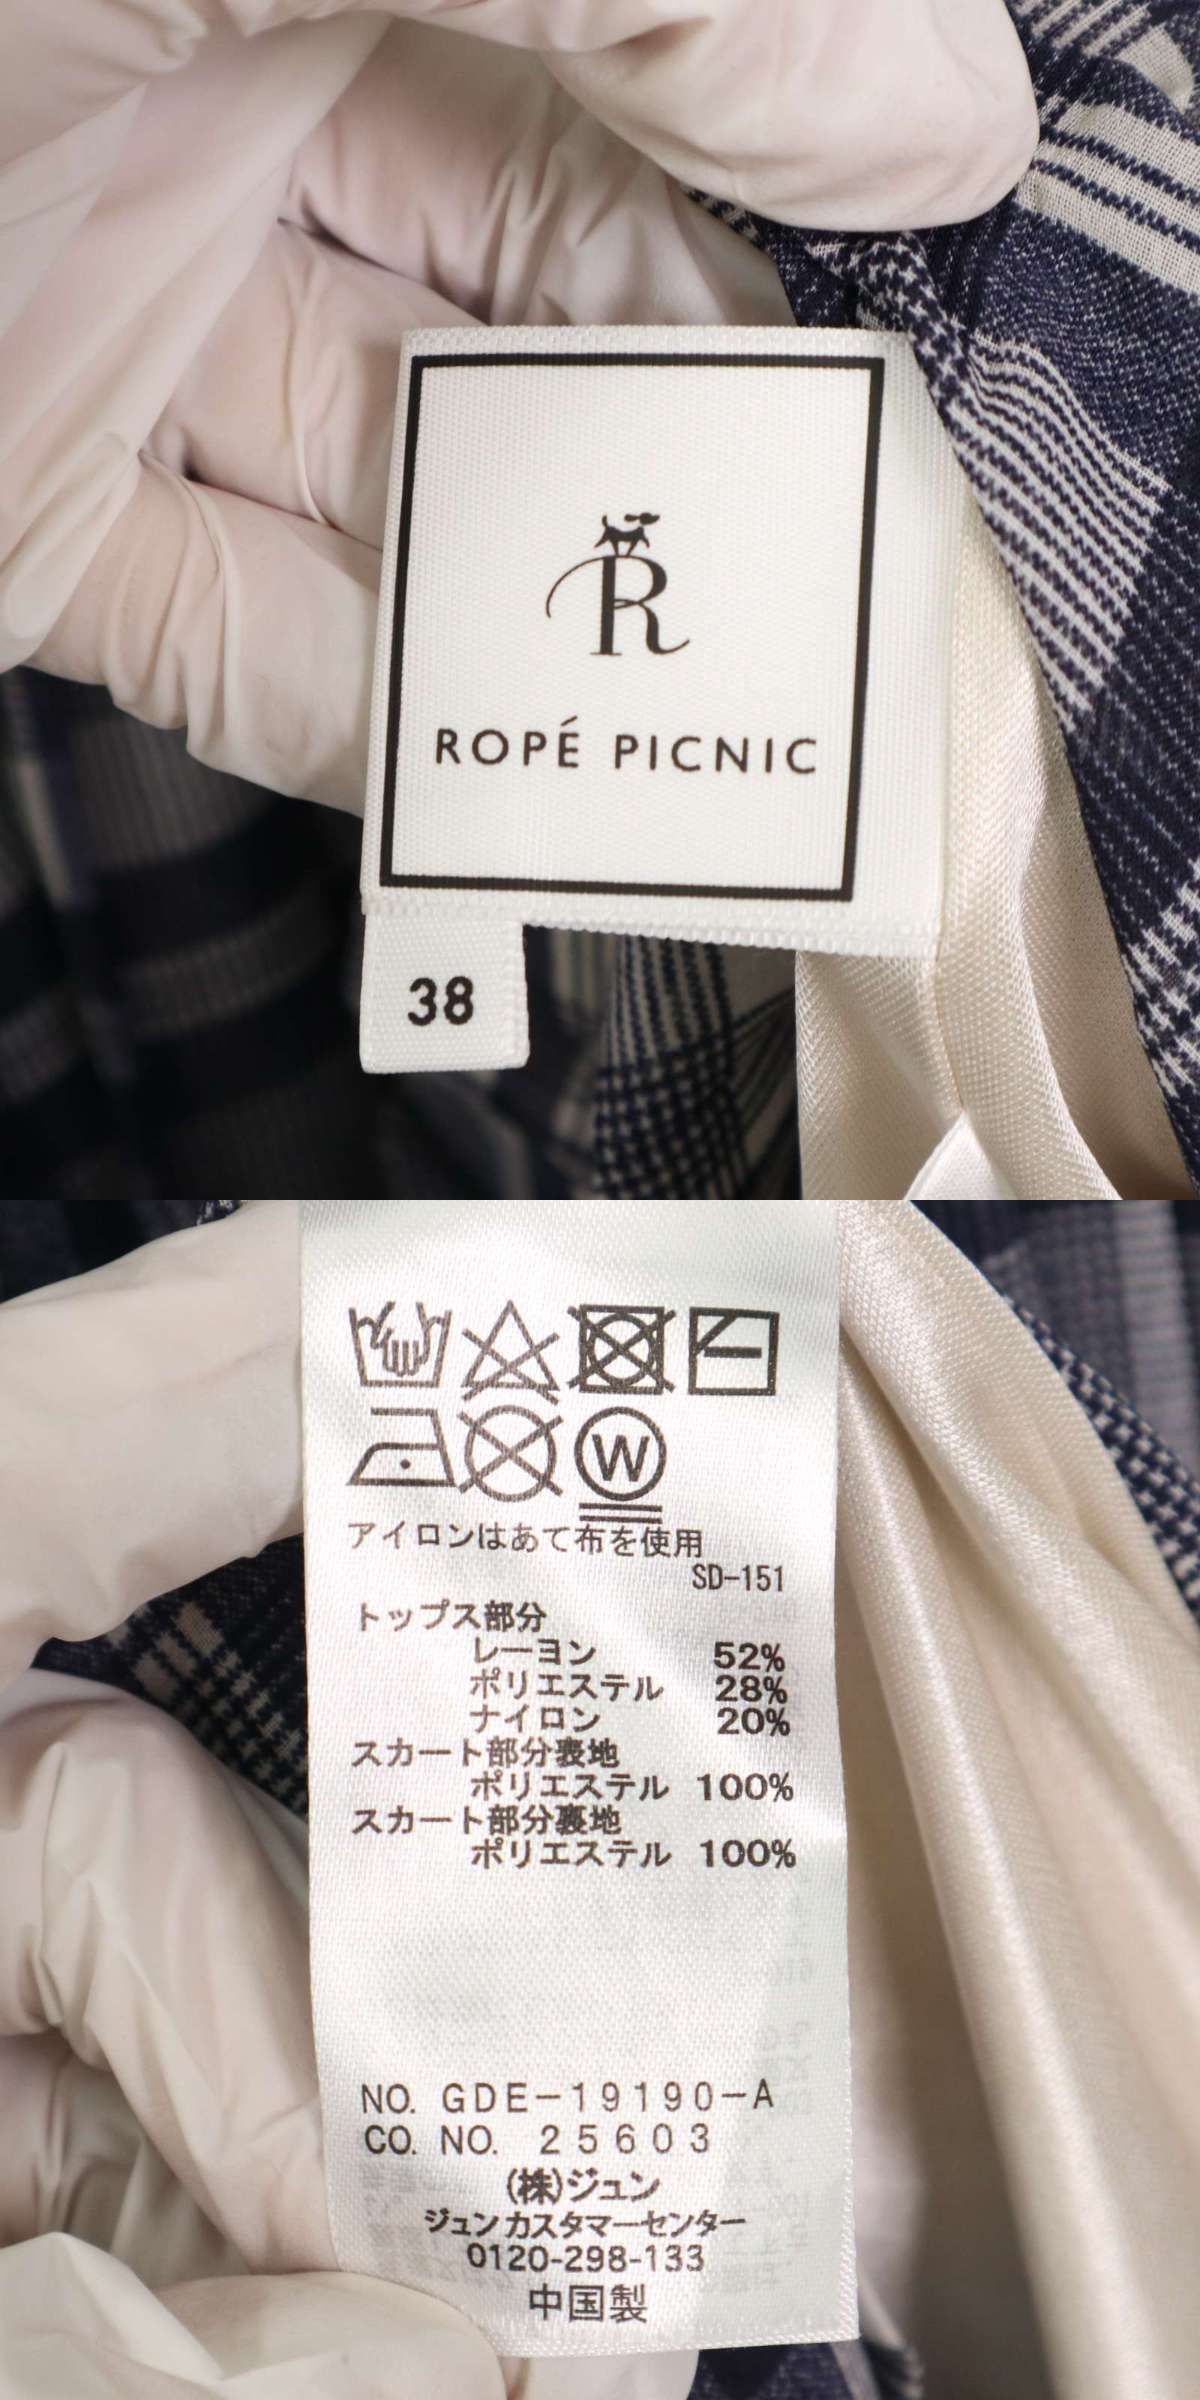 R
ROPÉ PICNIC
38
W
アイロンはあて布を使用
SD-151
トップス部分
レーヨン 52%
ポリエステル 28%
ナイロン 20%
スカート部分表地
ポリエステル 100%
スカート部分裏地
ポリエステル 100%
NO. GDE-19190-A
CO. NO. 25603
(株)ジュン
ジュンカスタマーセンター
0120-298-133
中国製